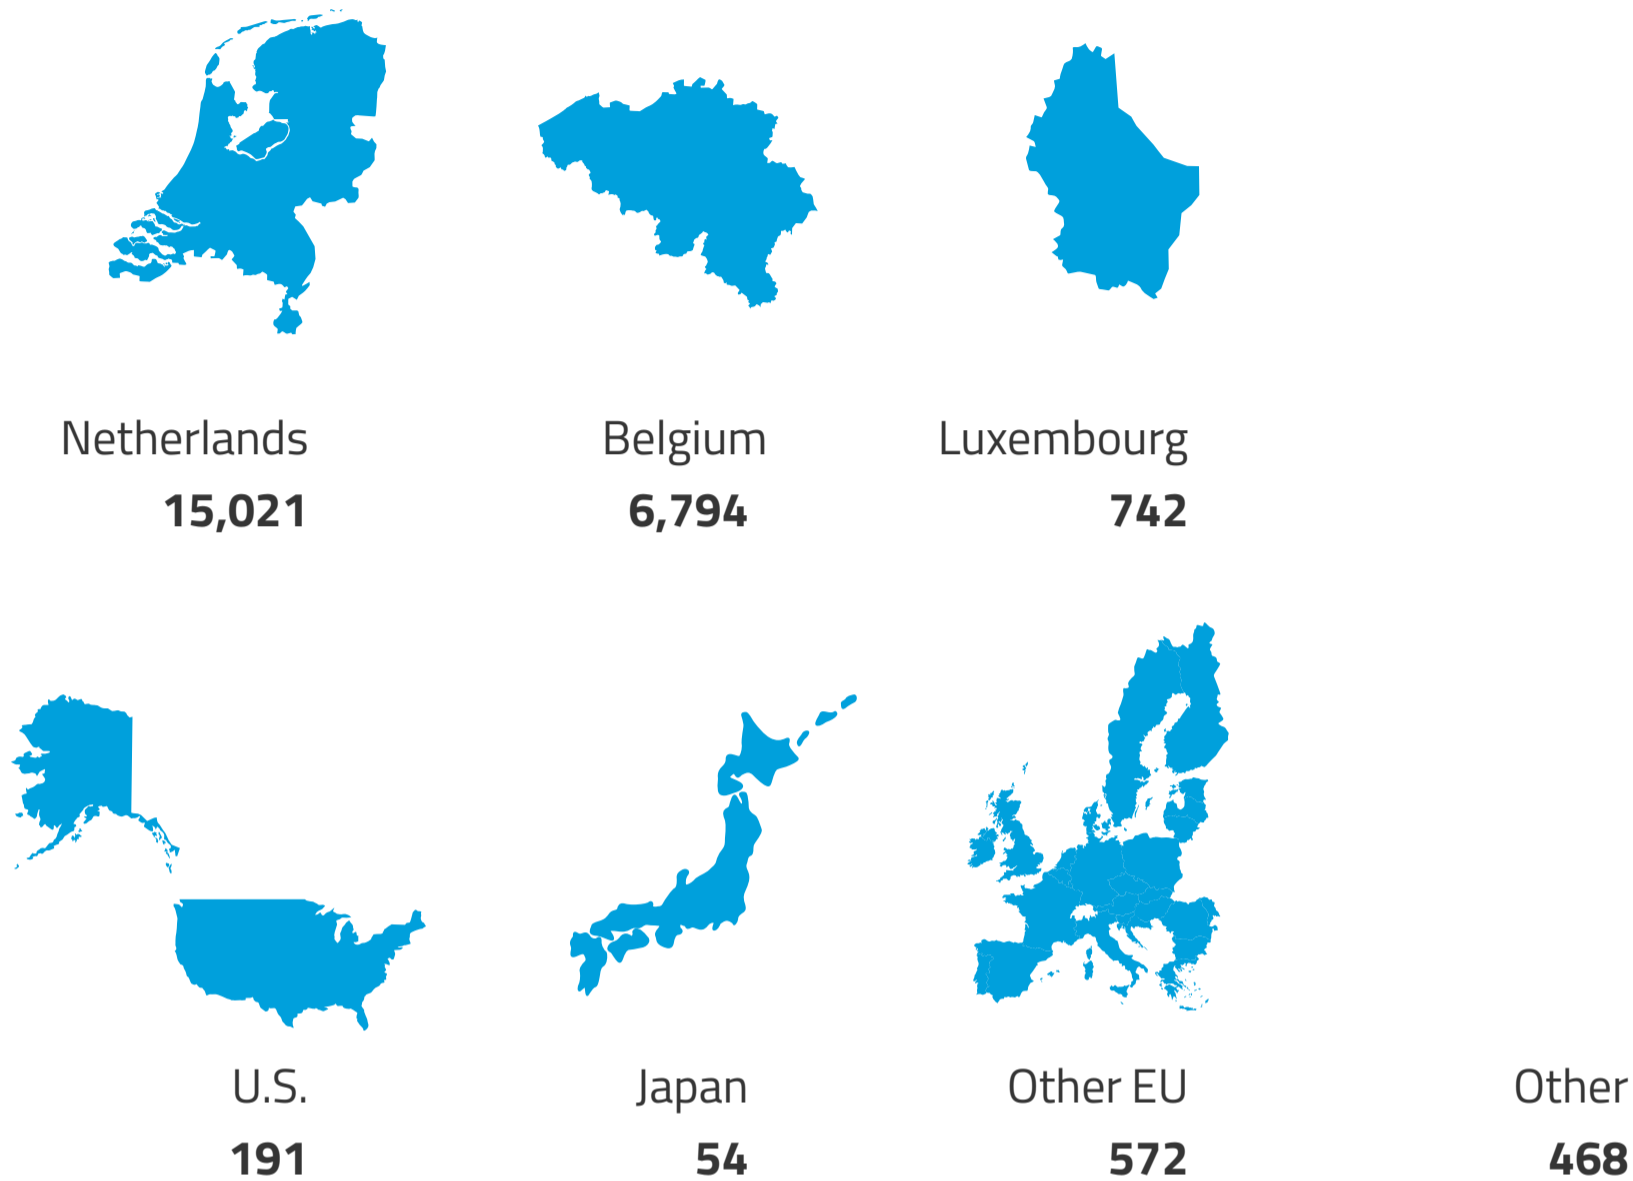 Netherlands
15,021
Belgium
6,794
Luxembourg
742
U.S.
191
Japan
54
Other EU
572
Other
468